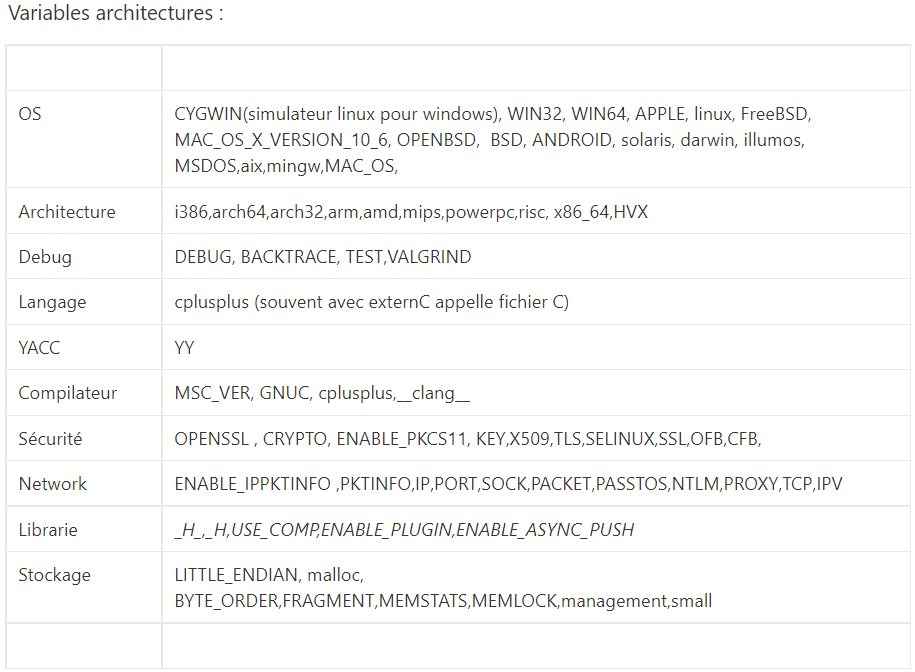 Variables architectures :
OS
CYGWIN(simulateur linux pour windows), WIN32, WIN64, APPLE, linux, FreeBSD,
MAC_OS_X_VERSION_10_6, OPENBSD,  BSD, ANDROID, solaris, darwin, illumos,
MSDOS,aix,mingw,MAC_OS,
Architecture
i386,arch64,arch32,arm,amd,mips,powerpc,risc, x86_64,HVX
Debug
DEBUG, BACKTRACE, TEST,VALGRIND
Langage
cplusplus (souvent avec externC appelle fichier C)
YACC
YY
Compilateur
MSC_VER, GNUC, cplusplus,__clang__
Sécurité
OPENSSL , CRYPTO, ENABLE_PKCS11, KEY,X509,TLS,SELINUX,SSL,OFB,CFB,
Network
ENABLE_IPPKTINFO ,PKTINFO,IP,PORT,SOCK,PACKET,PASSTOS,NTLM,PROXY,TCP,IPV
Librarie
_H_,_H,USE_COMP,ENABLE_PLUGIN,ENABLE_ASYNC_PUSH
Stockage
LITTLE_ENDIAN, malloc,
BYTE_ORDER,FRAGMENT,MEMSTATS,MEMLOCK,management,small